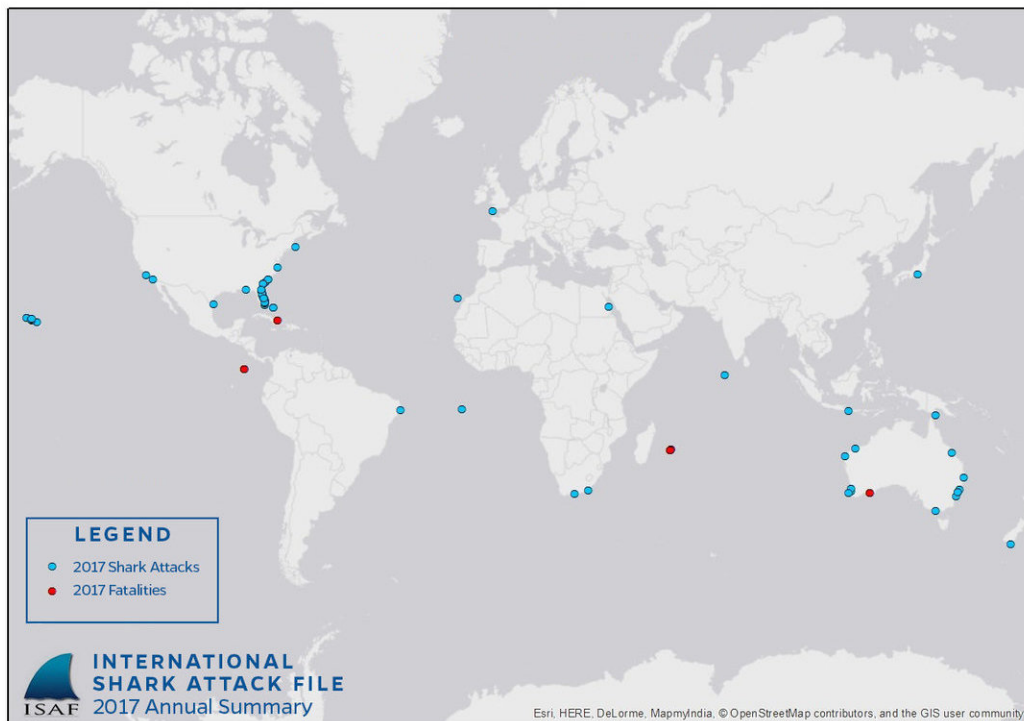 LEGEND
2017 Shark Attacks
2017 Fatalities
INTERNATIONAL
SHARK ATTACK FILE
2017 Annual Summary
ISAF
Esri, HERE, DeLorme, MapmyIndia, © OpenStreetMap contributors, and the GIS user community